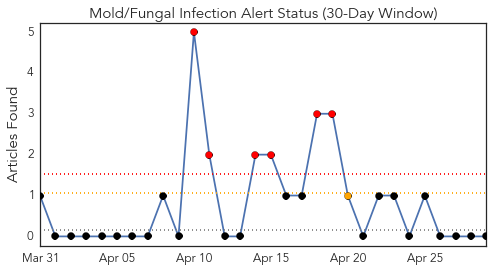 Mold/Fungal Infection Alert Status (30-Day Window)
Articles Found
5
4
3
2
1
0
Mar 31 Apr 05 Apr 10 Apr 15 Apr 20 Apr 25